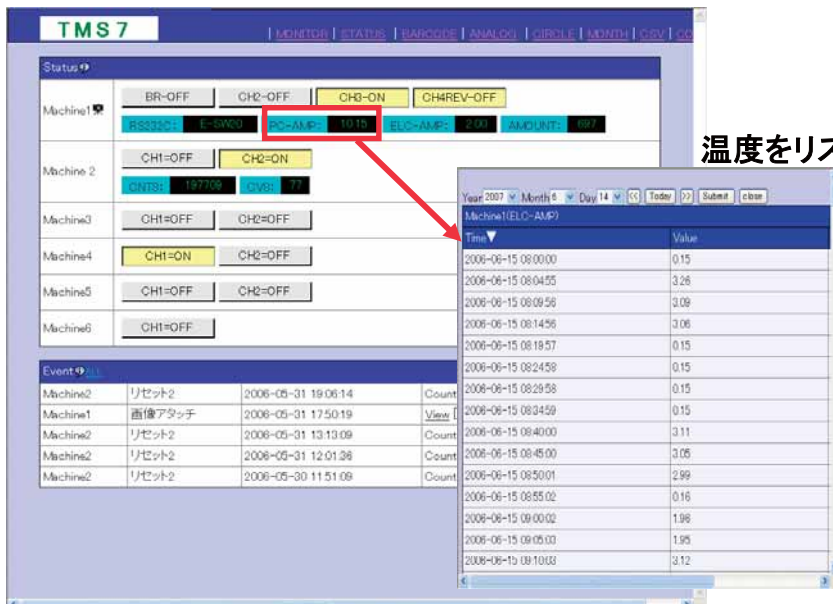 TMS 7
| MONITOR | STATUS | BARCODE | ANALOG | CIRCLE | MONTH | CSV | CO
Status
Machine1 BR-OFF CH2-OFF CH3-ON CH4REV-OFF
RS232C: E-SW20 PC-AMP: 10.15 ELC-AMP: 2.00 AMOUNT: 697
Machine 2 CH1=OFF CH2=ON
CNTS: 197709 CVS: 77
Machine3 CH1=OFF CH2=OFF
Machine4 CH1=ON CH2=OFF
Machine5 CH1=OFF CH2=OFF
Machine6 CH1=OFF
Event ALL
Machine2 リセット2 2006-05-31 19:06:14 Count
Machine1 画像アタッチ 2006-05-31 17:50:19 View
Machine2 リセット2 2006-05-31 13:13:09 Count
Machine2 リセット2 2006-05-31 12:01:36 Count
Machine2 リセット2 2006-05-30 11:51:09 Count
温度をリス
Year 2007 Month 6 Day 14 << Today >> Submit close
Machine1(ELC-AMP)
Time▼ Value
2006-06-15 08:00:00 0.15
2006-06-15 08:04:55 3.26
2006-06-15 08:09:56 3.09
2006-06-15 08:14:56 3.06
2006-06-15 08:19:57 0.15
2006-06-15 08:24:58 0.15
2006-06-15 08:29:58 0.15
2006-06-15 08:34:59 0.15
2006-06-15 08:40:00 3.11
2006-06-15 08:45:00 3.05
2006-06-15 08:50:01 2.99
2006-06-15 08:55:02 0.16
2006-06-15 09:00:02 1.96
2006-06-15 09:05:03 1.95
2006-06-15 09:10:03 3.12